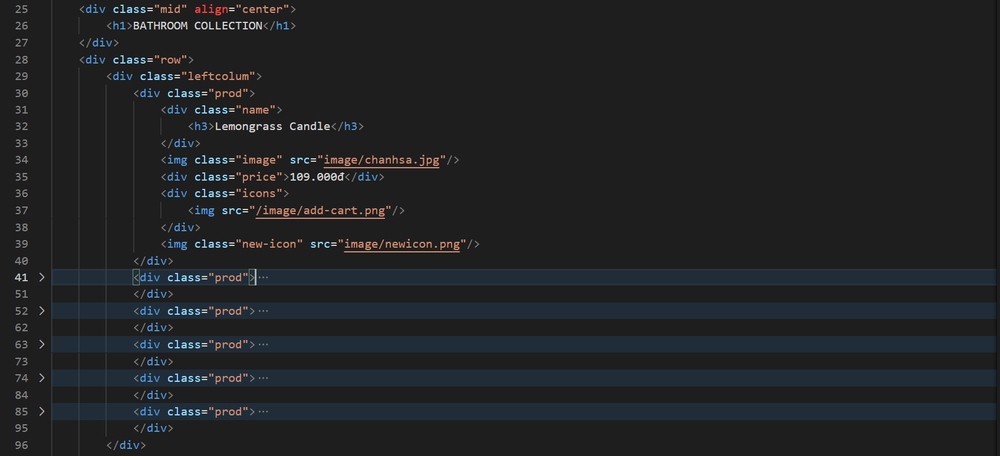 25 <div class="mid" align="center">
26 <h1>BATHROOM COLLECTION</h1>
27 </div>
28 <div class="row">
29 <div class="leftcolum">
30 <div class="prod">
31 <div class="name">
32 <h3>Lemongrass Candle</h3>
33 </div>
34 <img class="image" src="image/chanhsa.jpg"/>
35 <div class="price">109.000đ</div>
36 <div class="icons">
37 <img src="/image/add-cart.png"/>
38 </div>
39 <img class="new-icon" src="image/newicon.png"/>
40 </div>
41 <div class="prod">···
51 </div>
52 <div class="prod">···
62 </div>
63 <div class="prod">···
73 </div>
74 <div class="prod">···
84 </div>
85 <div class="prod">···
95 </div>
96 </div>